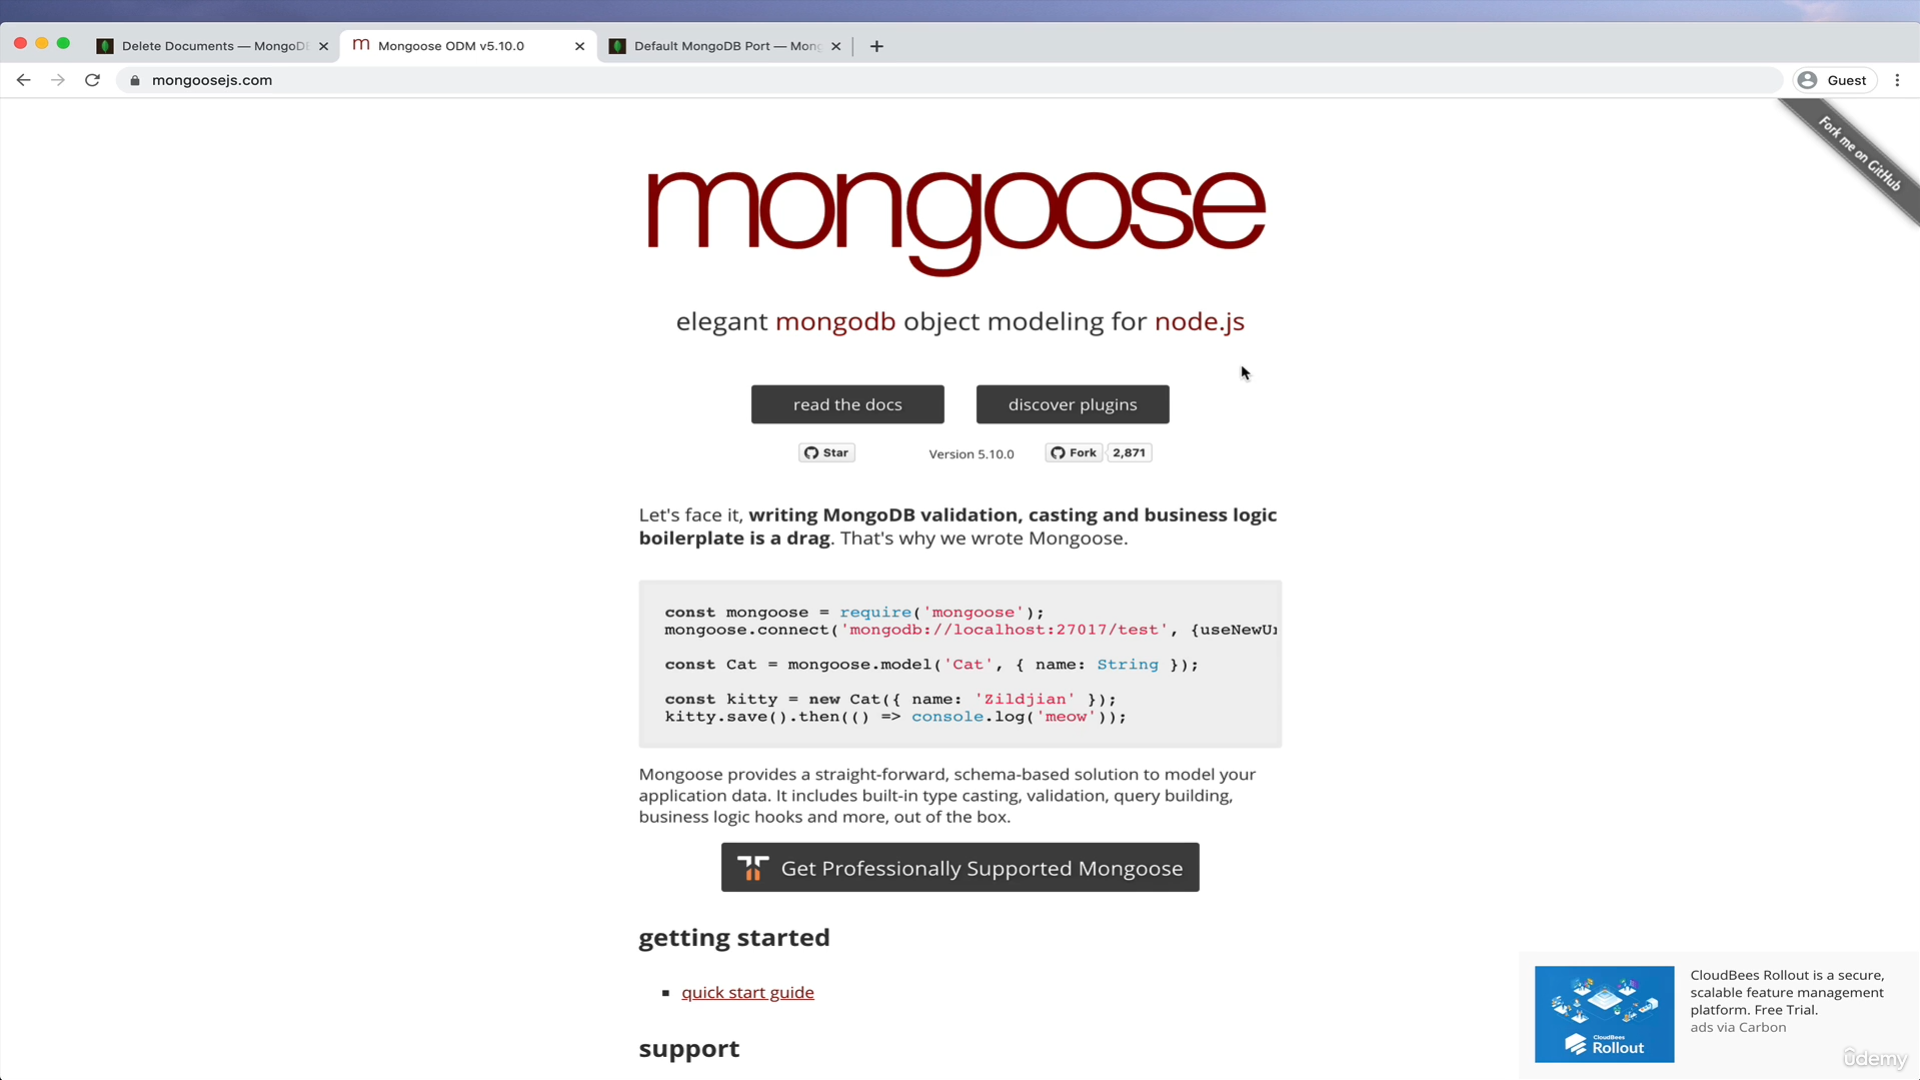 Delete Documents — MongoDB
Mongoose ODM v5.10.0
Default MongoDB Port — Mong
mongoosejs.com
Guest
Fork me on GitHub
mongoose
elegant mongodb object modeling for node.js
read the docs
discover plugins
Star
Version 5.10.0
Fork
2,871
Let's face it, writing MongoDB validation, casting and business logic
boilerplate is a drag. That's why we wrote Mongoose.
const mongoose = require('mongoose');
mongoose.connect('mongodb://localhost:27017/test', {useNewUr
const Cat = mongoose.model('Cat', { name: String });
const kitty = new Cat({ name: 'Zildjian' });
kitty.save().then(() => console.log('meow'));
Mongoose provides a straight-forward, schema-based solution to model your
application data. It includes built-in type casting, validation, query building,
business logic hooks and more, out of the box.
Get Professionally Supported Mongoose
getting started
quick start guide
support
CloudBees Rollout is a secure,
scalable feature management
platform. Free Trial.
ads via Carbon
CloudBees
Rollout
ûdemy